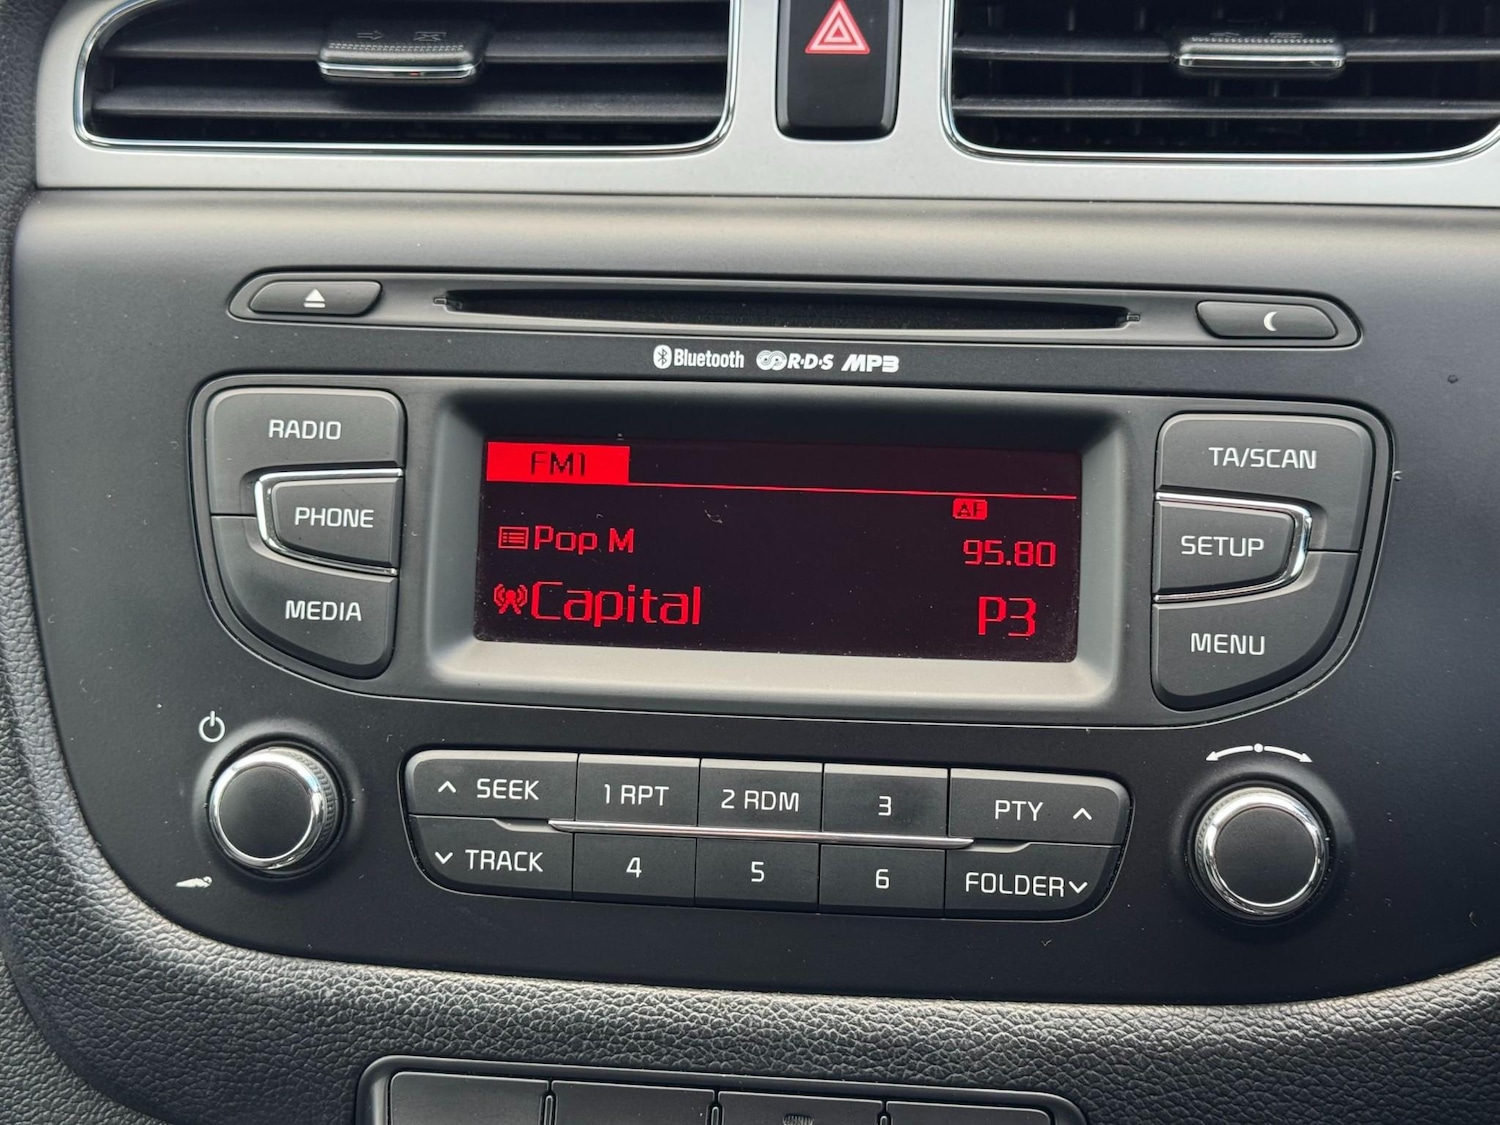 Bluetooth R·D·S MP3
RADIO
PHONE
MEDIA
FM1
AF
Pop M
95.80
Capital
P3
TA/SCAN
SETUP
MENU
SEEK
1 RPT
2 RDM
3
PTY
TRACK
4
5
6
FOLDER